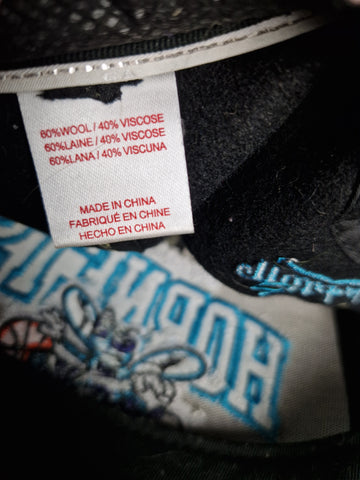 60%WOOL / 40% VISCOSE
60%LAINE / 40% VISCOSE
60%LANA / 40% VISCUNA
MADE IN CHINA
FABRIQUÉ EN CHINE
HECHO EN CHINA